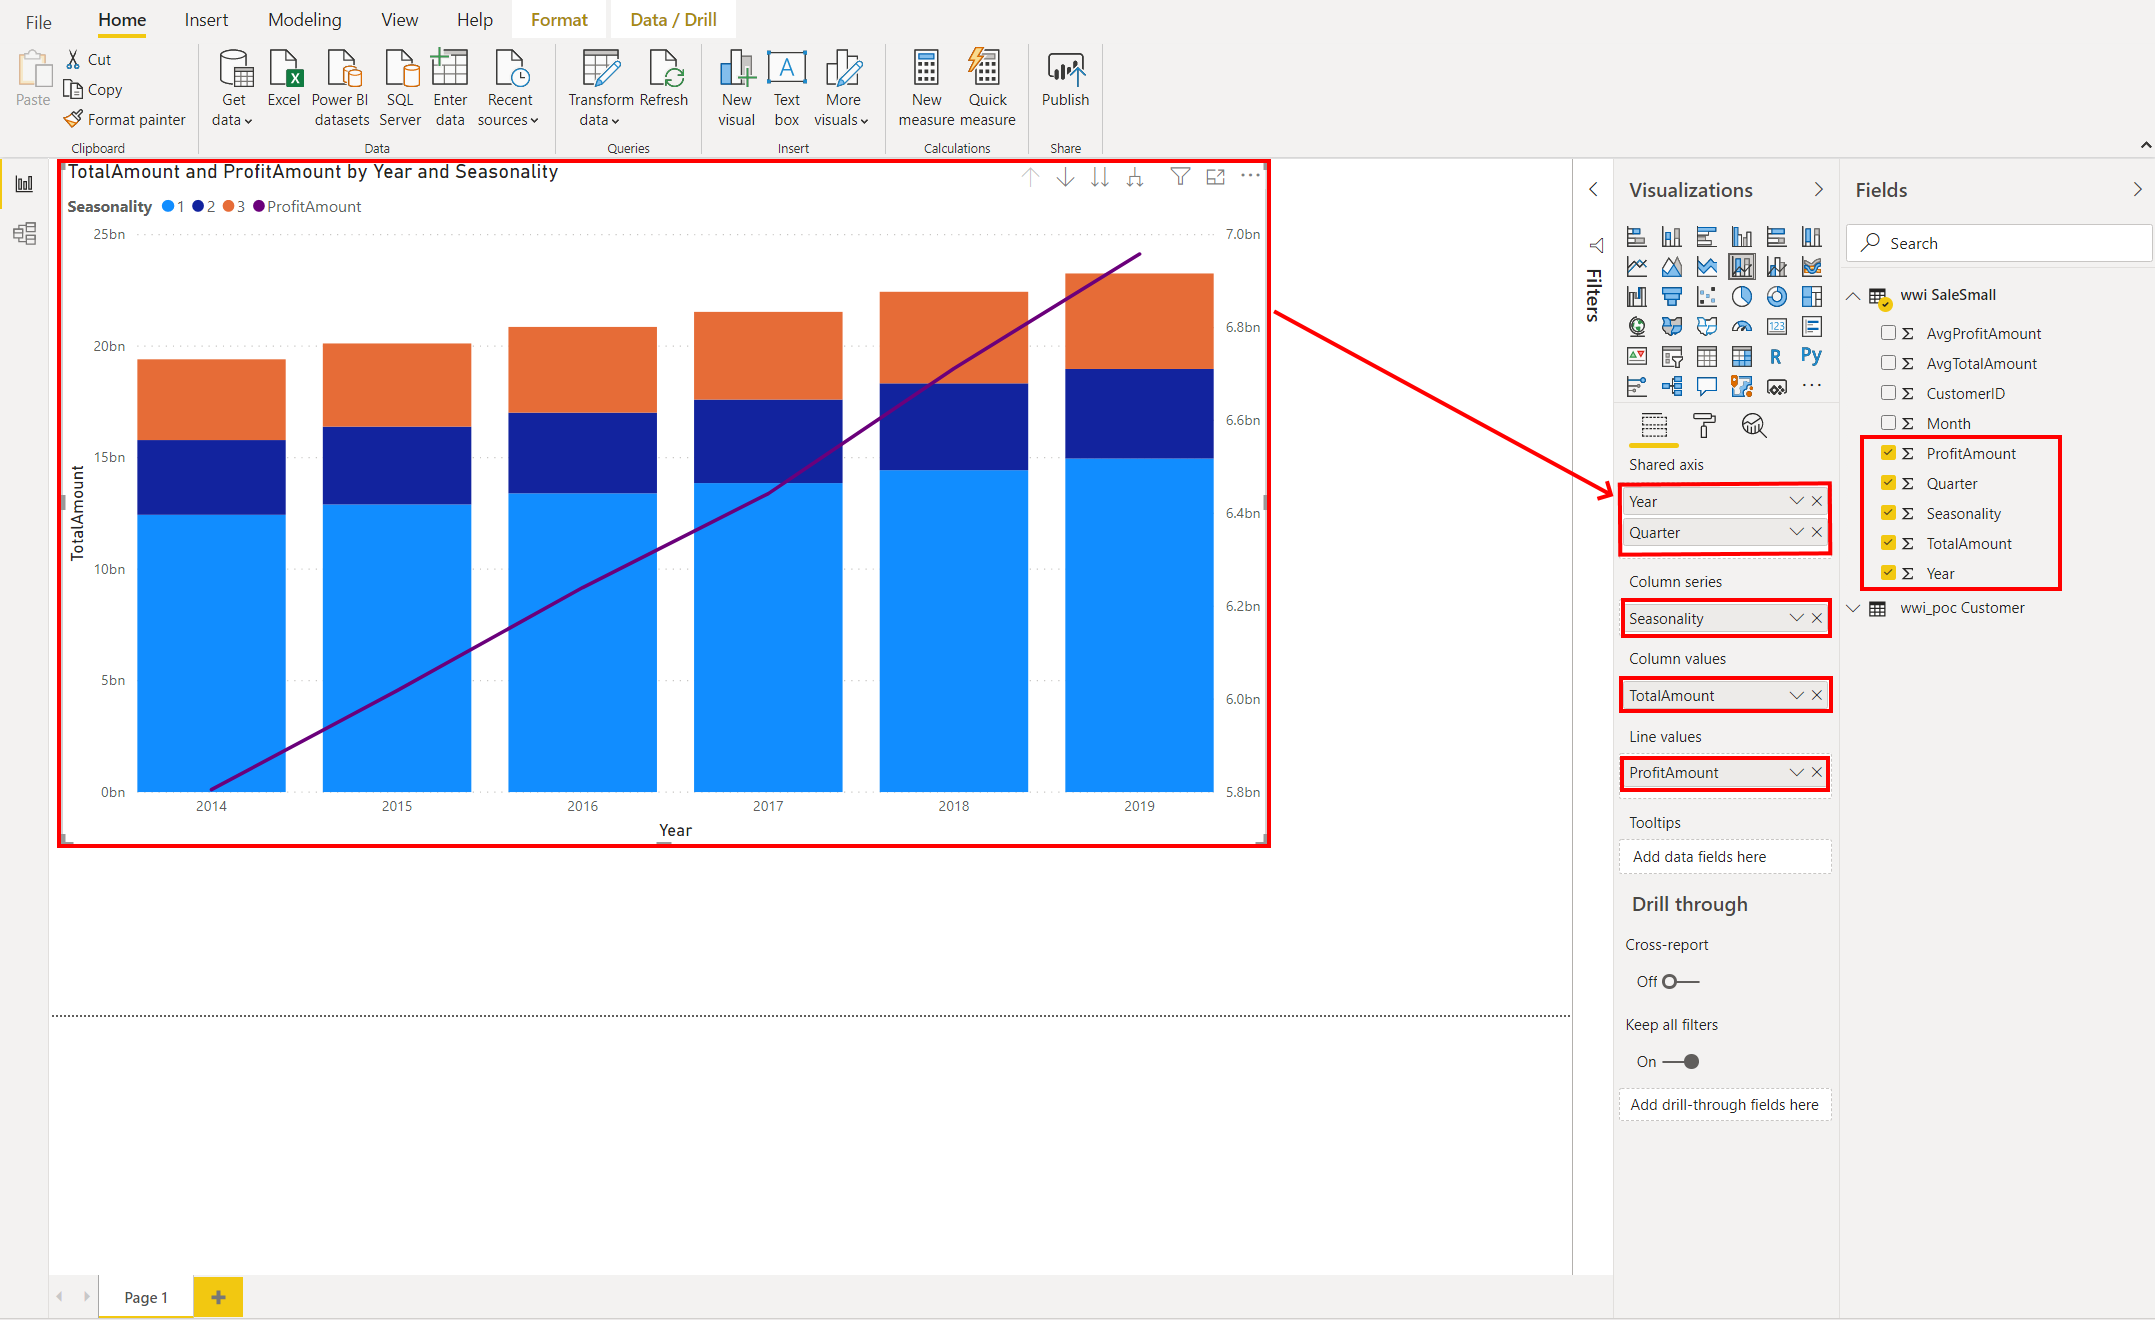 File Home Insert Modeling View Help Format Data / Drill
Paste
Cut
Copy
Format painter
Clipboard
Get data
Excel
Power BI datasets
SQL Server
Enter data
Recent sources
Data
Transform data
Refresh
Queries
New visual
Text box
More visuals
Insert
New measure
Quick measure
Calculations
Publish
Share
TotalAmount and ProfitAmount by Year and Seasonality
Seasonality 1 2 3 ProfitAmount
TotalAmount
25bn
20bn
15bn
10bn
5bn
0bn
7.0bn
6.8bn
6.6bn
6.4bn
6.2bn
6.0bn
5.8bn
2014 2015 2016 2017 2018 2019
Year
Filters
Visualizations
123
R Py
Shared axis
Year
Quarter
Column series
Seasonality
Column values
TotalAmount
Line values
ProfitAmount
Tooltips
Add data fields here
Drill through
Cross-report
Off
Keep all filters
On
Add drill-through fields here
Fields
Search
wwi SaleSmall
Σ AvgProfitAmount
Σ AvgTotalAmount
Σ CustomerID
Σ Month
Σ ProfitAmount
Σ Quarter
Σ Seasonality
Σ TotalAmount
Σ Year
wwi_poc Customer
Page 1